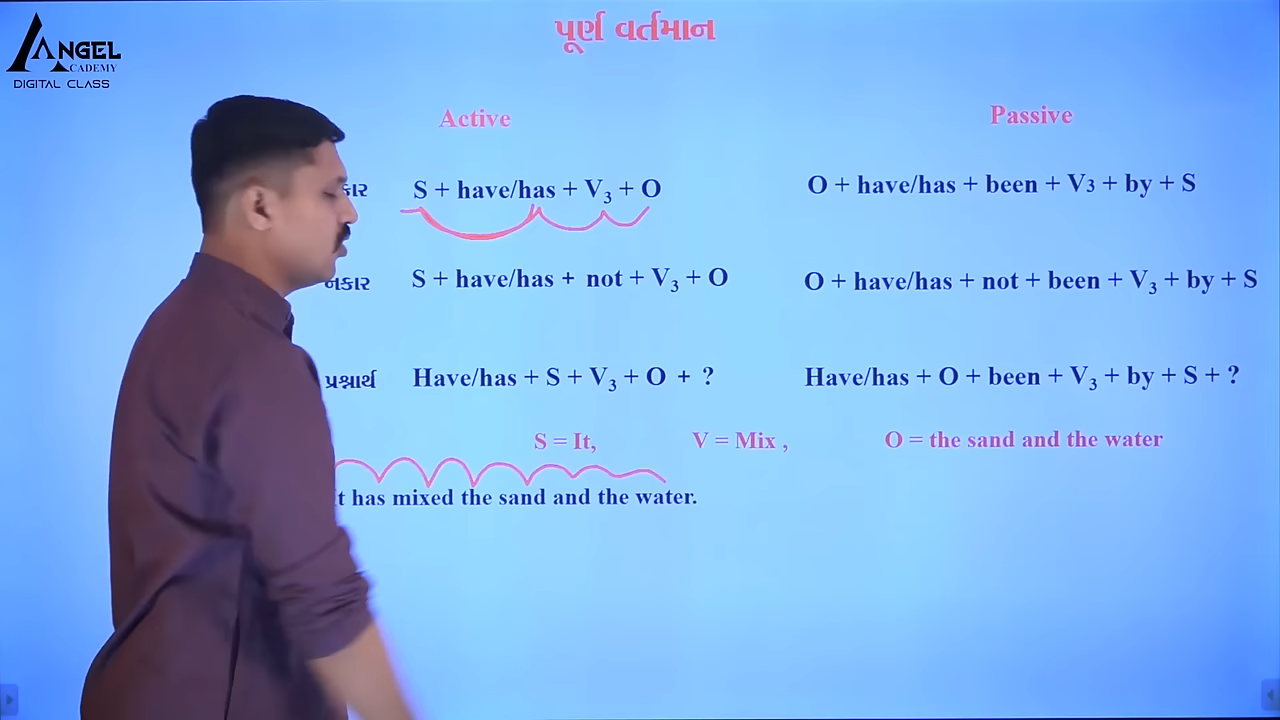 ANGEL
ACADEMY
DIGITAL CLASS
પૂર્ણ વર્તમાન
Active Passive
S + have/has + V₃ + O O + have/has + been + V3 + by + S
નકાર S + have/has + not + V₃ + O O + have/has + not + been + V₃ + by + S
પ્રશ્નાર્થ Have/has + S + V₃ + O + ? Have/has + O + been + V₃ + by + S + ?
S = It, V = Mix , O = the sand and the water
has mixed the sand and the water.